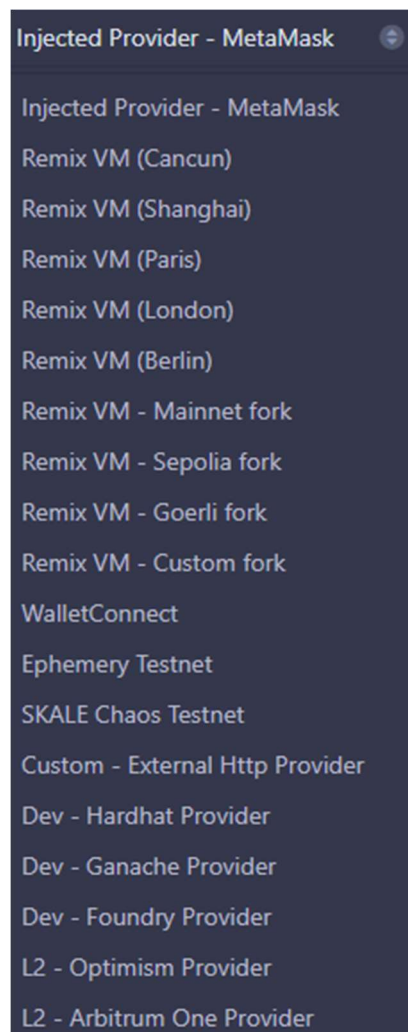 Injected Provider - MetaMask
Injected Provider - MetaMask
Remix VM (Cancun)
Remix VM (Shanghai)
Remix VM (Paris)
Remix VM (London)
Remix VM (Berlin)
Remix VM - Mainnet fork
Remix VM - Sepolia fork
Remix VM - Goerli fork
Remix VM - Custom fork
WalletConnect
Ephemery Testnet
SKALE Chaos Testnet
Custom - External Http Provider
Dev - Hardhat Provider
Dev - Ganache Provider
Dev - Foundry Provider
L2 - Optimism Provider
L2 - Arbitrum One Provider